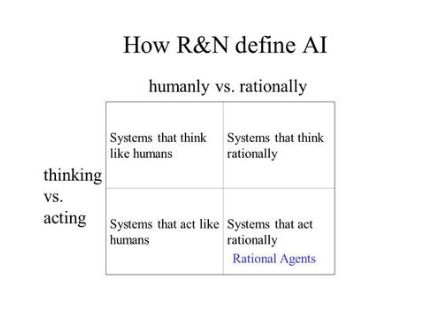 How R&N define AI
humanly vs. rationally
Systems that think
like humans
Systems that think
rationally
thinking
vs.
acting
Systems that act like
humans
Systems that act
rationally
Rational Agents